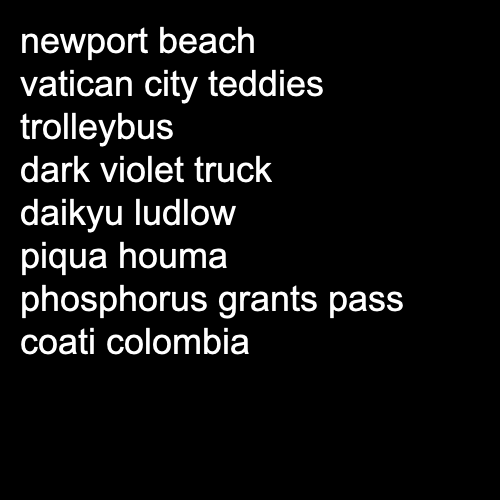 newport beach
vatican city teddies
trolleybus
dark violet truck
daikyu ludlow
piqua houma
phosphorus grants pass
coati colombia